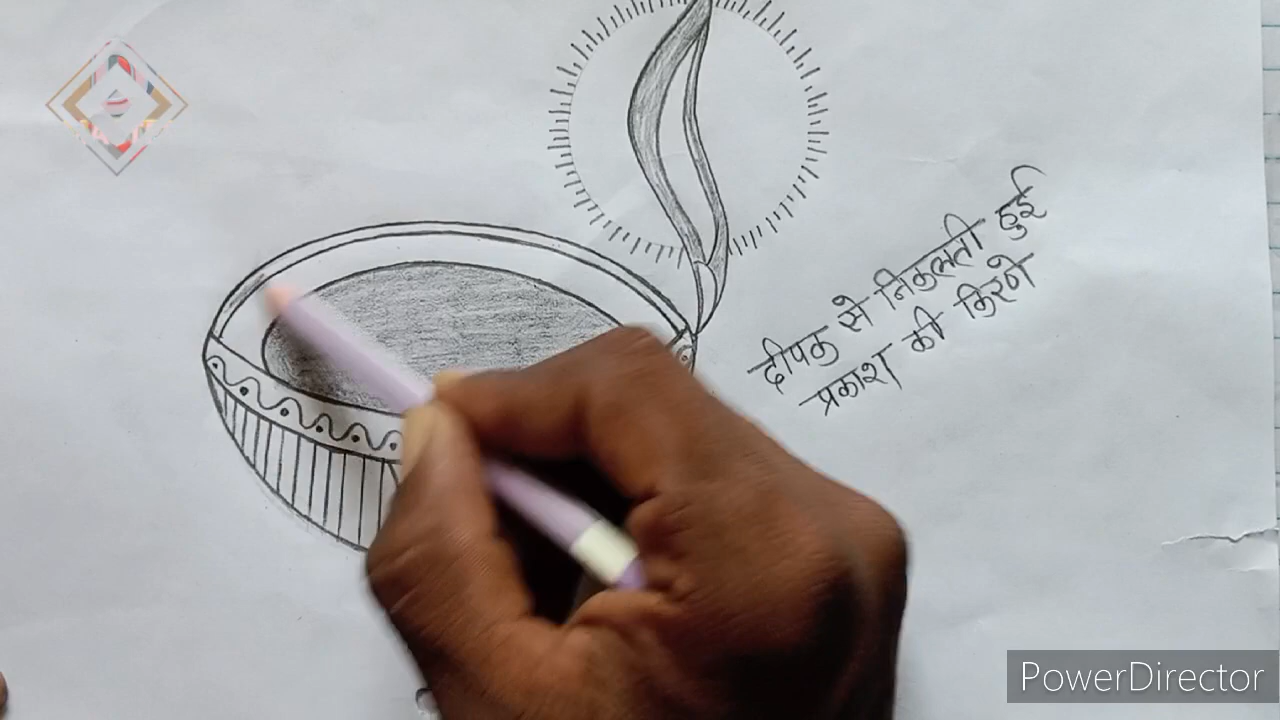 दीपक से निकलती हुई
प्रकाश की किरणे
PowerDirector